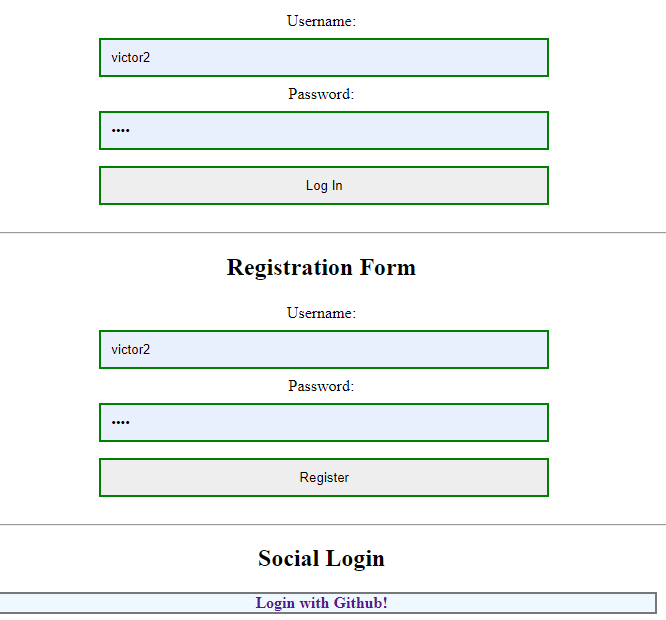 Username:
victor2
Password:
••••
Log In
Registration Form
Username:
victor2
Password:
••••
Register
Social Login
Login with Github!